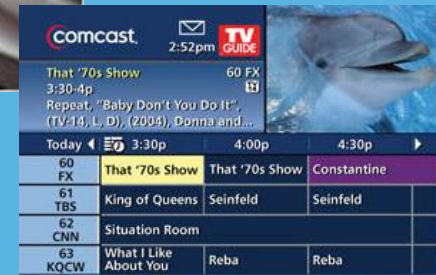 comcast.
TV
GUIDE
2:52pm
That '70s Show 60 FX
3:30-4p
Repeat, "Baby Don't You Do It",
(TV-14, L, D), (2004), Donna and...
Today 3:30p 4:00p 4:30p
60
FX
That '70s Show That '70s Show Constantine
61
TBS
King of Queens Seinfeld Seinfeld
62
CNN
Situation Room
63
KQCW
What I Like
About You
Reba Reba